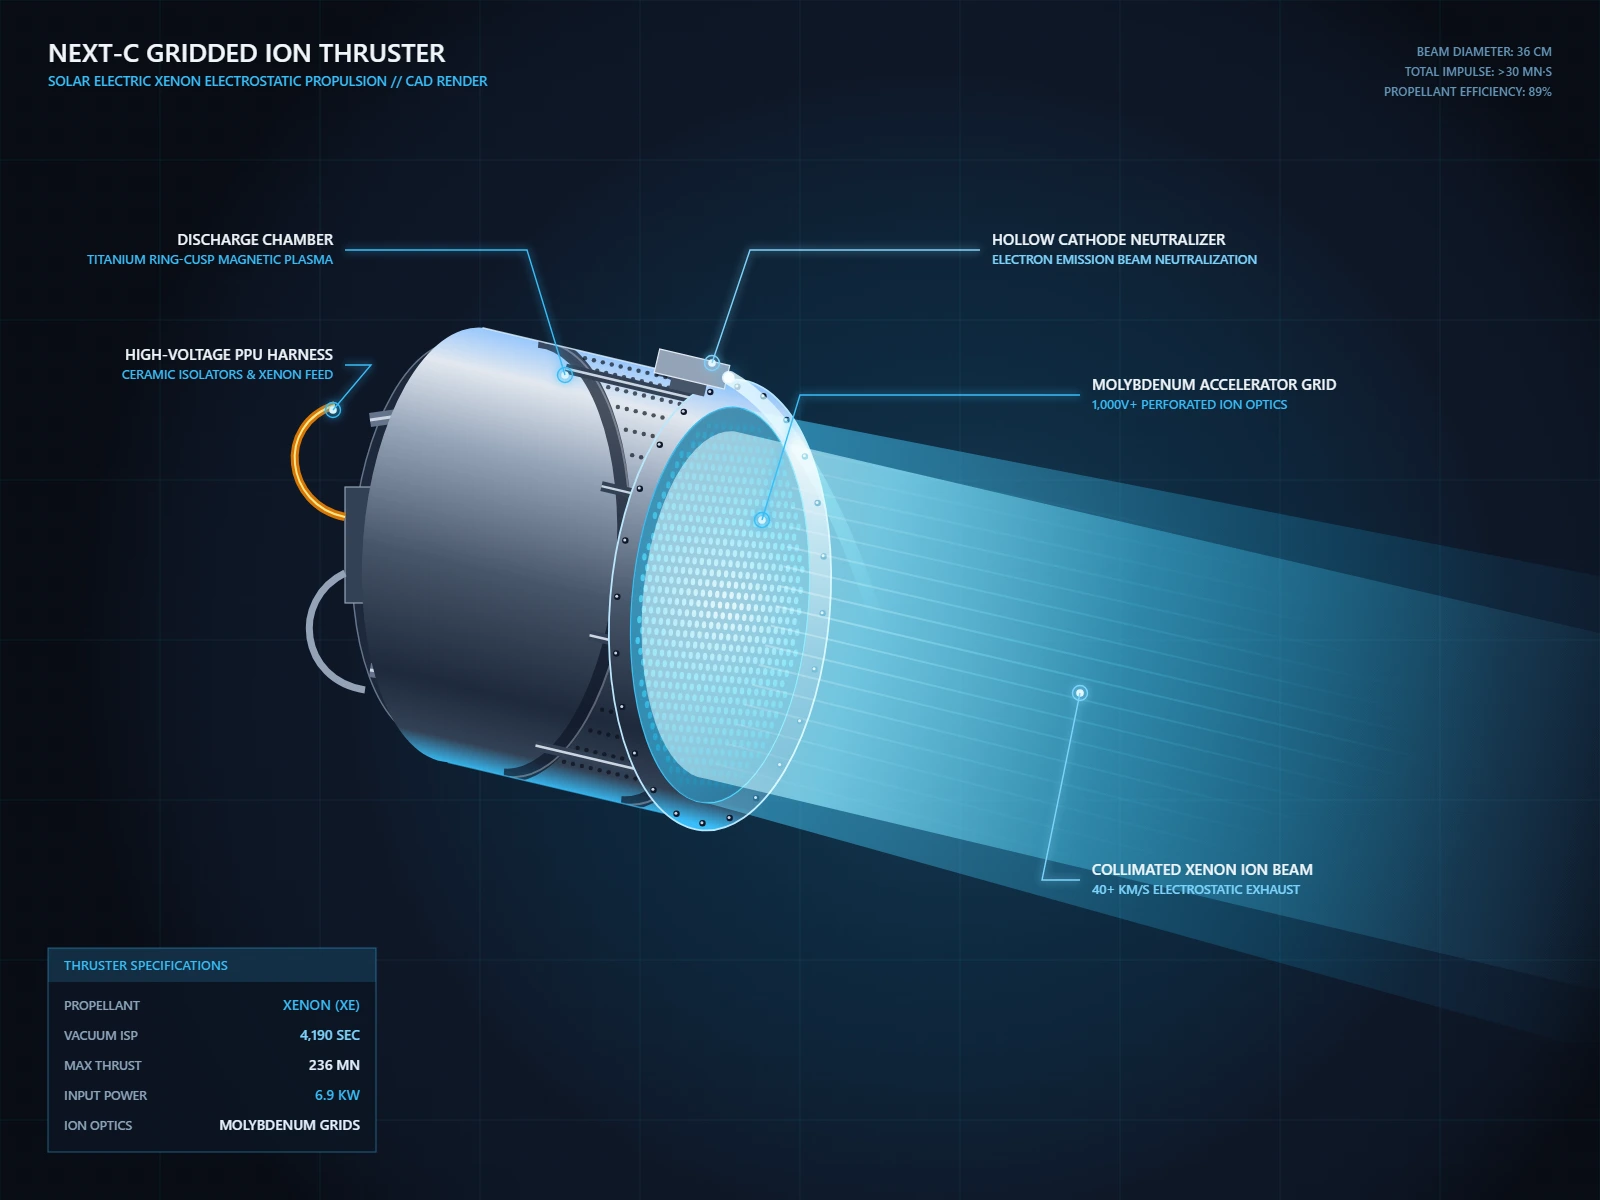 NEXT-C GRIDDED ION THRUSTER
SOLAR ELECTRIC XENON ELECTROSTATIC PROPULSION // CAD RENDER
BEAM DIAMETER: 36 CM
TOTAL IMPULSE: >30 MN·S
PROPELLANT EFFICIENCY: 89%
DISCHARGE CHAMBER
TITANIUM RING-CUSP MAGNETIC PLASMA
HOLLOW CATHODE NEUTRALIZER
ELECTRON EMISSION BEAM NEUTRALIZATION
HIGH-VOLTAGE PPU HARNESS
CERAMIC ISOLATORS & XENON FEED
MOLYBDENUM ACCELERATOR GRID
1,000V+ PERFORATED ION OPTICS
COLLIMATED XENON ION BEAM
40+ KM/S ELECTROSTATIC EXHAUST
THRUSTER SPECIFICATIONS
PROPELLANT XENON (XE)
VACUUM ISP 4,190 SEC
MAX THRUST 236 MN
INPUT POWER 6.9 KW
ION OPTICS MOLYBDENUM GRIDS